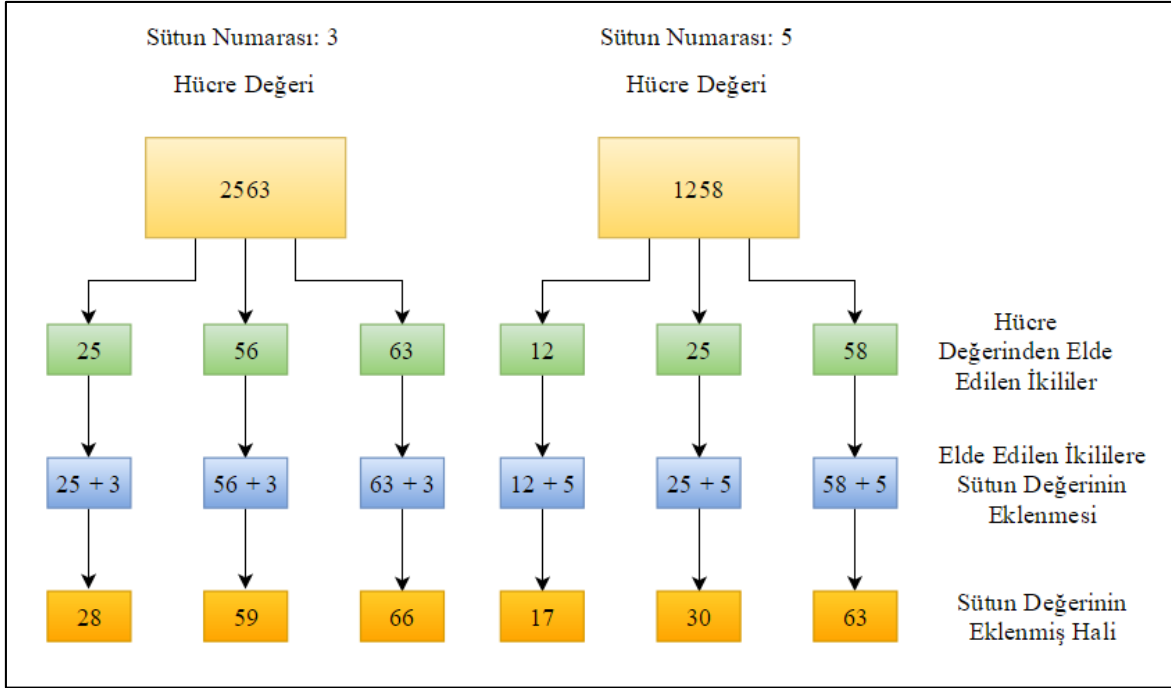 Sütun Numarası: 3
Hücre Değeri
Sütun Numarası: 5
Hücre Değeri
2563
1258
25
56
63
12
25
58
Hücre
Değerinden Elde
Edilen İkililer
25 + 3
56 + 3
63 + 3
12 + 5
25 + 5
58 + 5
Elde Edilen İkililere
Sütun Değerinin
Eklenmesi
28
59
66
17
30
63
Sütun Değerinin
Eklenmiş Hali